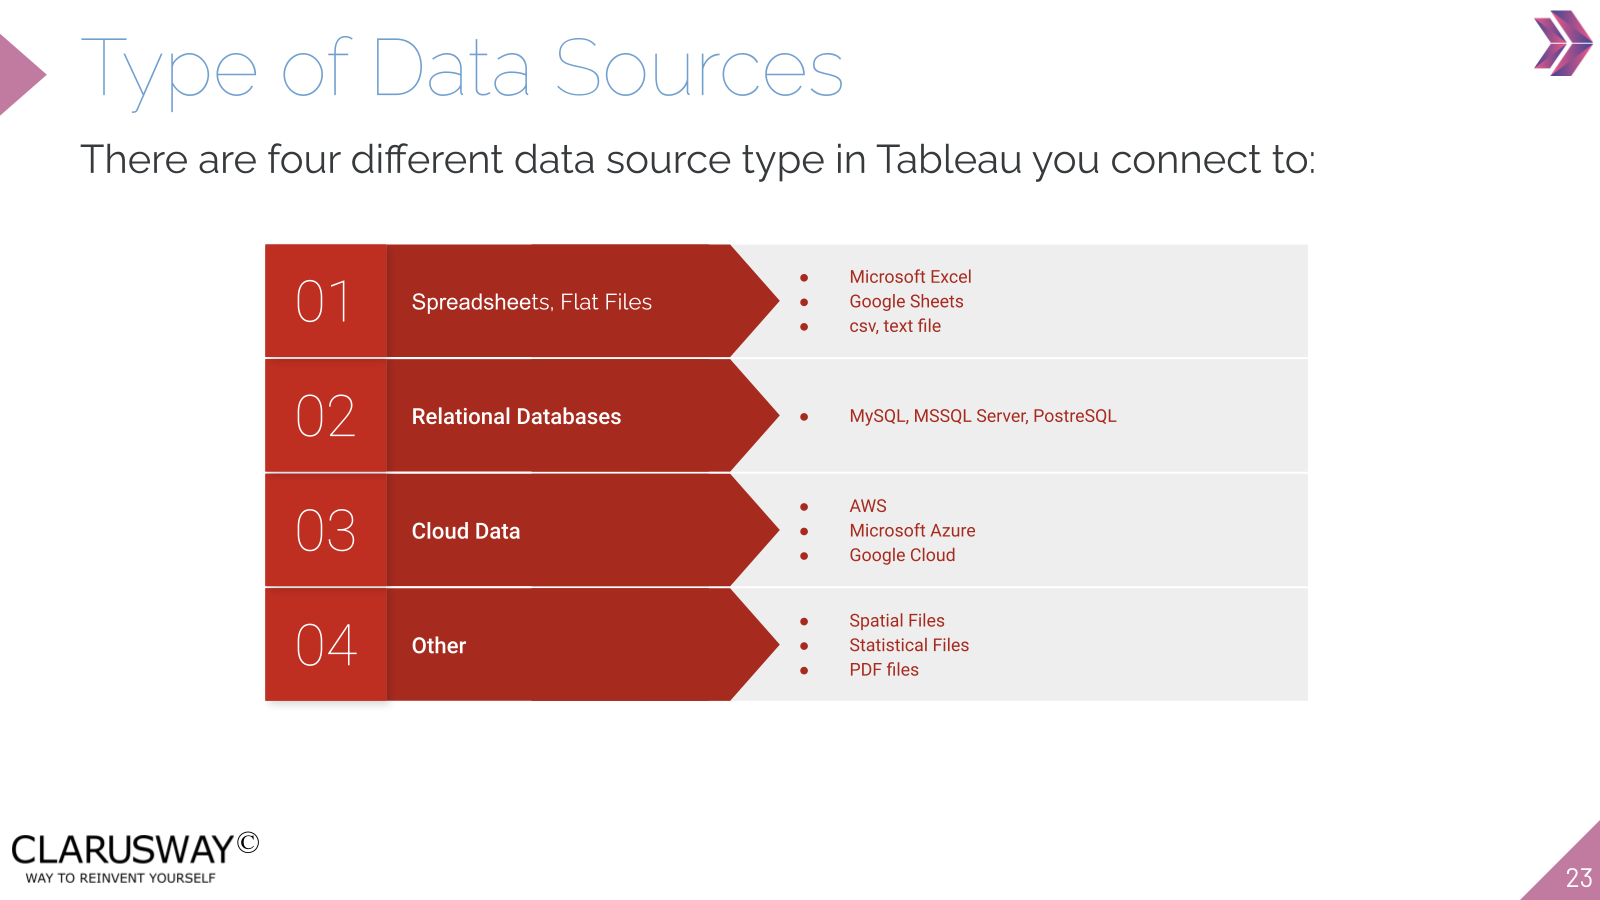 Type of Data Sources
There are four different data source type in Tableau you connect to:
01
Spreadsheets, Flat Files
● Microsoft Excel
● Google Sheets
● csv, text file
02
Relational Databases
● MySQL, MSSQL Server, PostreSQL
03
Cloud Data
● AWS
● Microsoft Azure
● Google Cloud
04
Other
● Spatial Files
● Statistical Files
● PDF files
CLARUSWAY©
WAY TO REINVENT YOURSELF
23